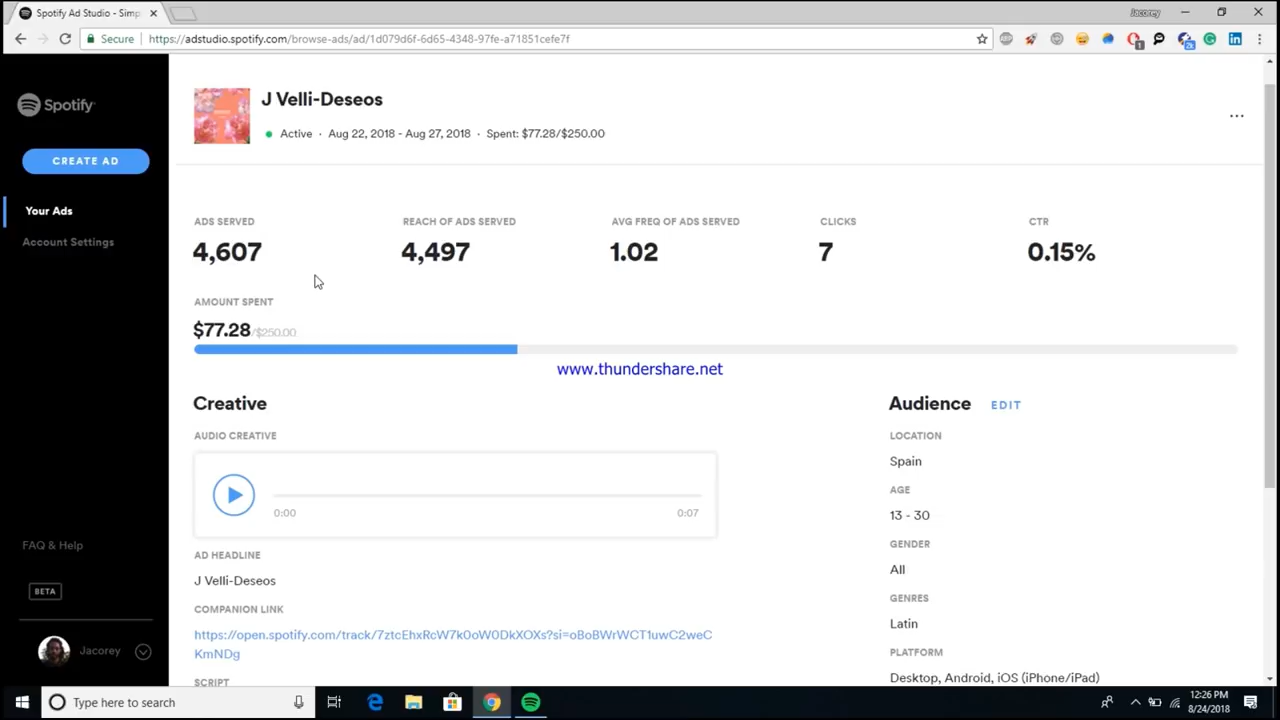 Spotify Ad Studio - Simp
Jacorey
Secure
https://adstudio.spotify.com/browse-ads/ad/1d079d6f-6d65-4348-97fe-a71851cefe7f
Spotify
CREATE AD
Your Ads
Account Settings
FAQ & Help
BETA
Jacorey
J Velli-Deseos
Active · Aug 22, 2018 - Aug 27, 2018 · Spent: $77.28/$250.00
ADS SERVED
4,607
REACH OF ADS SERVED
4,497
AVG FREQ OF ADS SERVED
1.02
CLICKS
7
CTR
0.15%
AMOUNT SPENT
$77.28/$250.00
www.thundershare.net
Creative
AUDIO CREATIVE
0:00
0:07
AD HEADLINE
J Velli-Deseos
COMPANION LINK
https://open.spotify.com/track/7ztcEhxRcW7k0oW0DkXOXs?si=oBoBWrWCT1uwC2weC
KmNDg
SCRIPT
Audience EDIT
LOCATION
Spain
AGE
13 - 30
GENDER
All
GENRES
Latin
PLATFORM
Desktop, Android, iOS (iPhone/iPad)
Type here to search
12:26 PM
8/24/2018